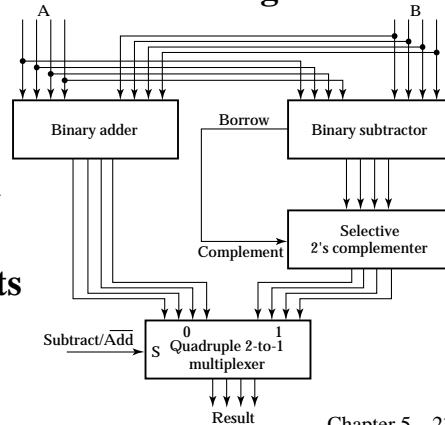 A
B
Binary adder
Borrow
Binary subtractor
Selective
2's complementer
Complement
ts
0
1
Subtract/A̅d̅d̅
S
Quadruple 2-to-1
multiplexer
Result
Chapter 5